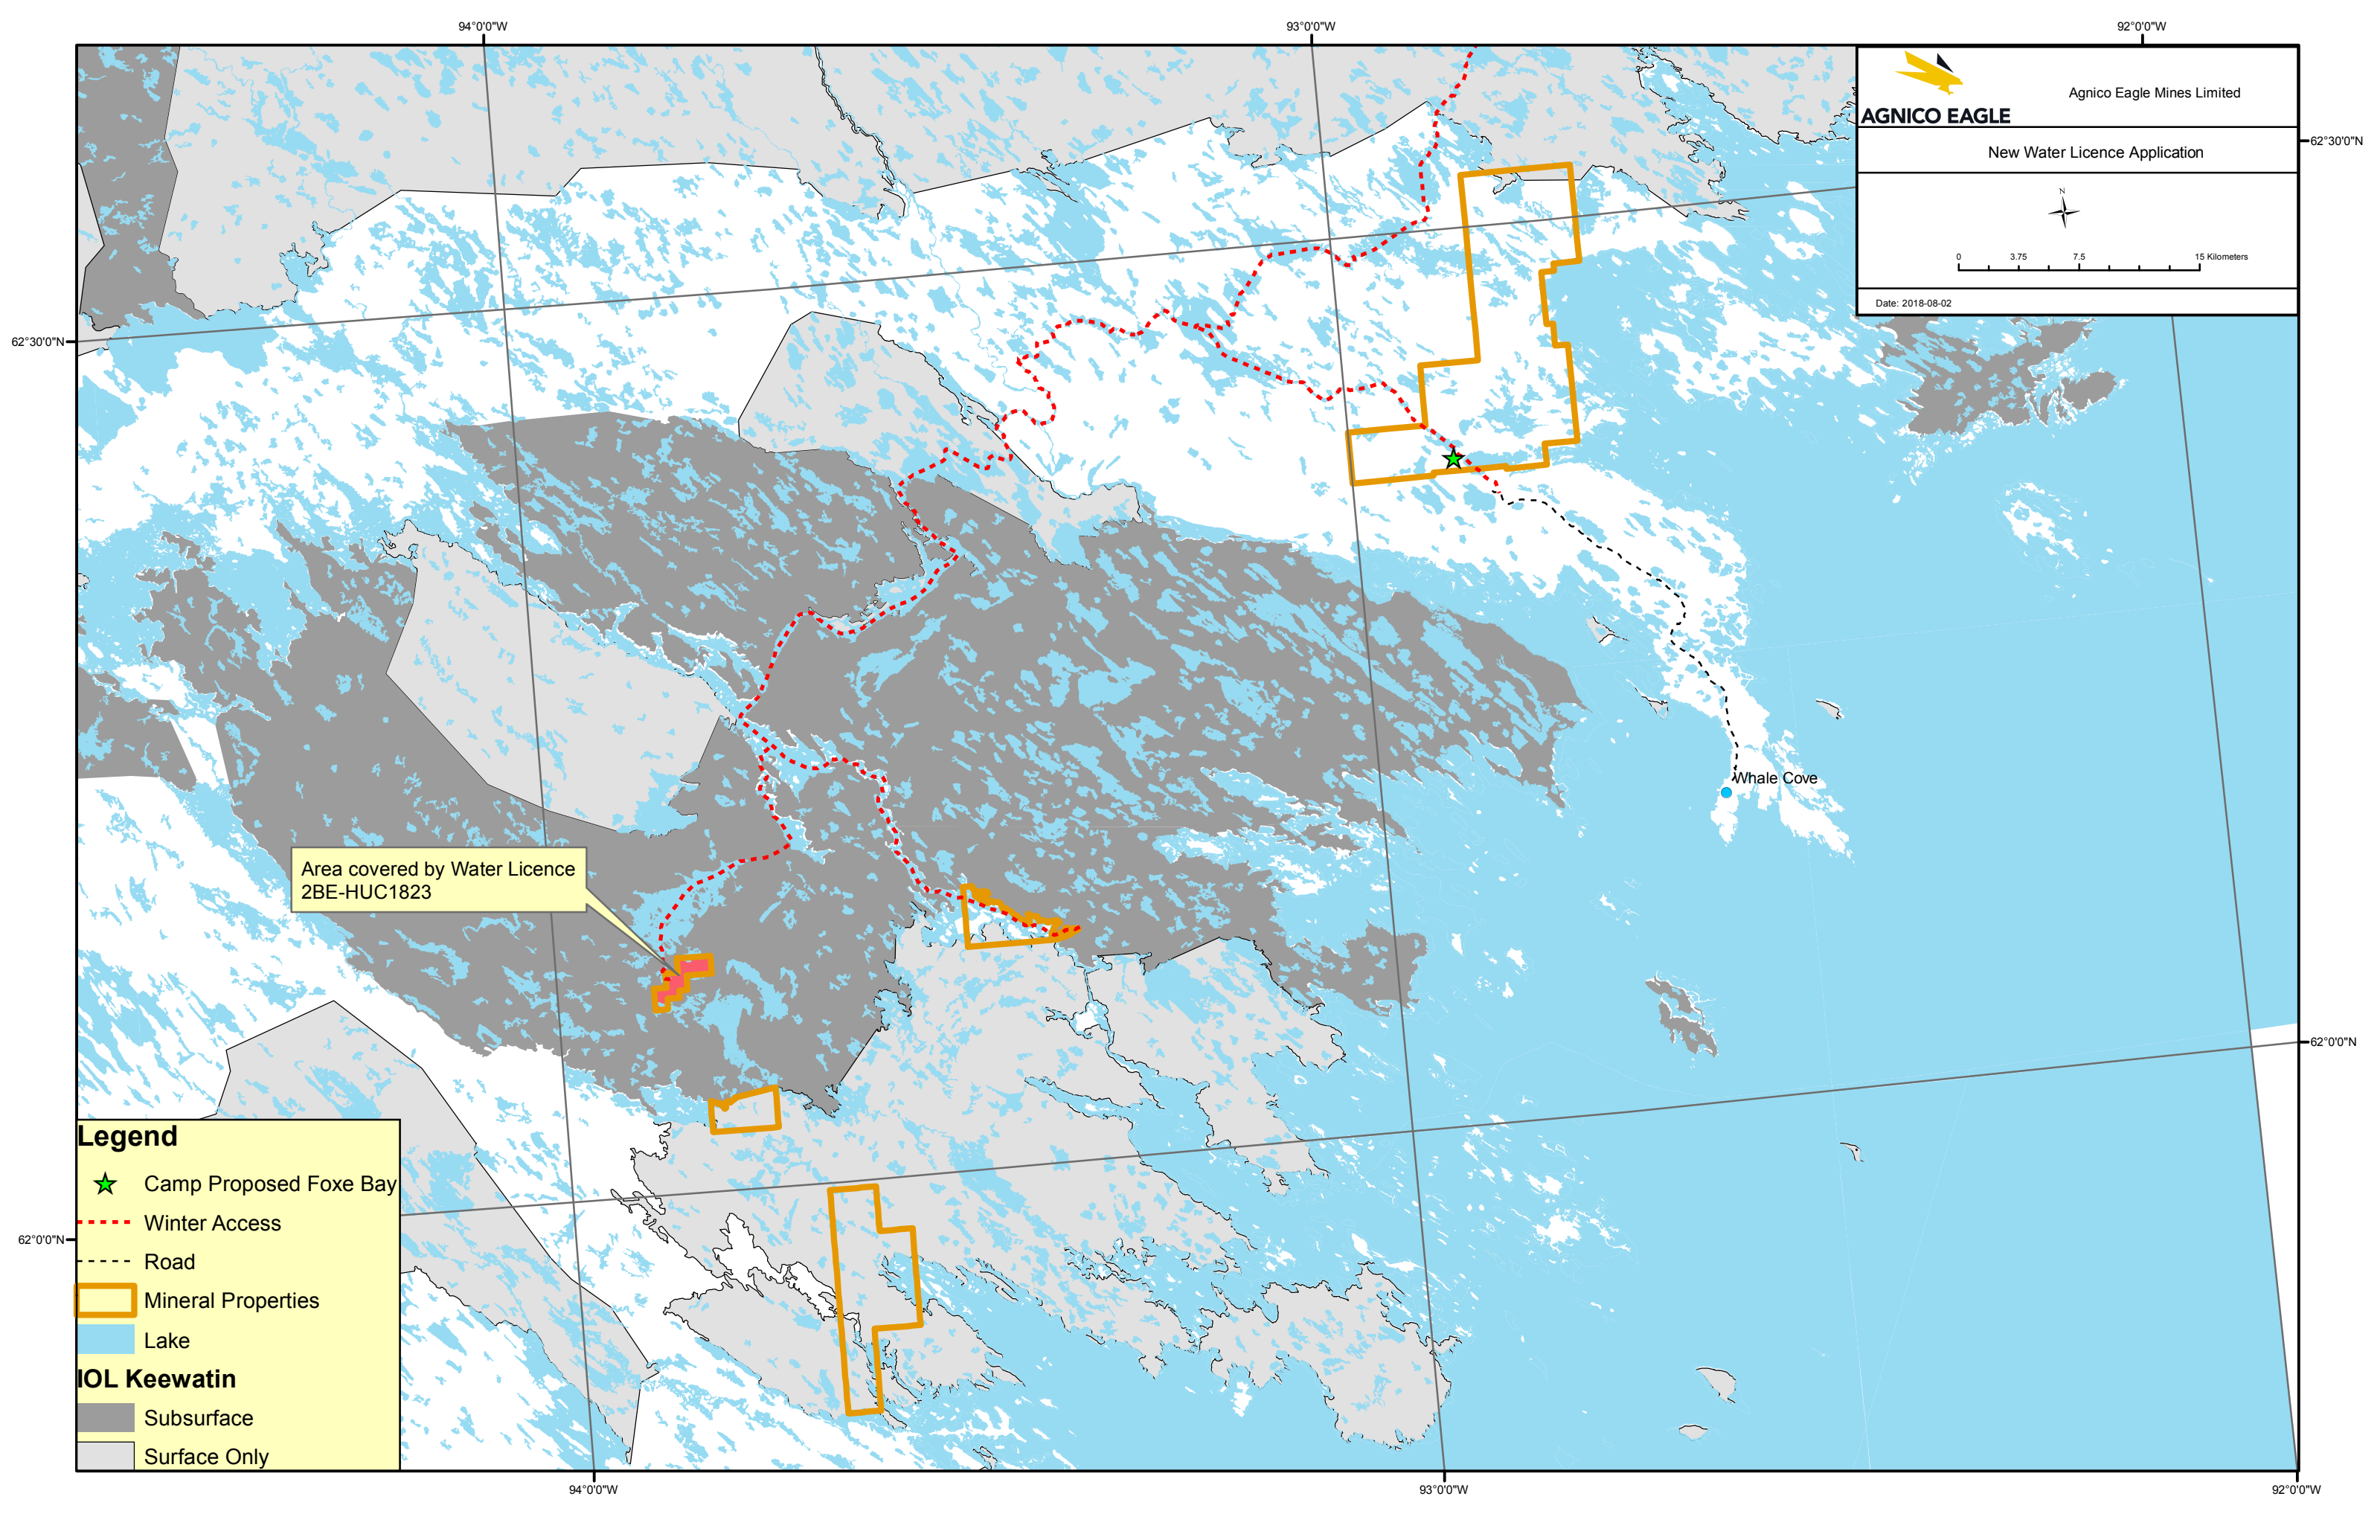 94°0'0"W
93°0'0"W
92°0'0"W
AGNICO EAGLE
Agnico Eagle Mines Limited
New Water Licence Application
N
0 3.75 7.5 15 Kilometers
Date: 2018-08-02
62°30'0"N
62°30'0"N
Whale Cove
Area covered by Water Licence
2BE-HUC1823
62°0'0"N
62°0'0"N
Legend
Camp Proposed Foxe Bay
Winter Access
Road
Mineral Properties
Lake
IOL Keewatin
Subsurface
Surface Only
94°0'0"W
93°0'0"W
92°0'0"W